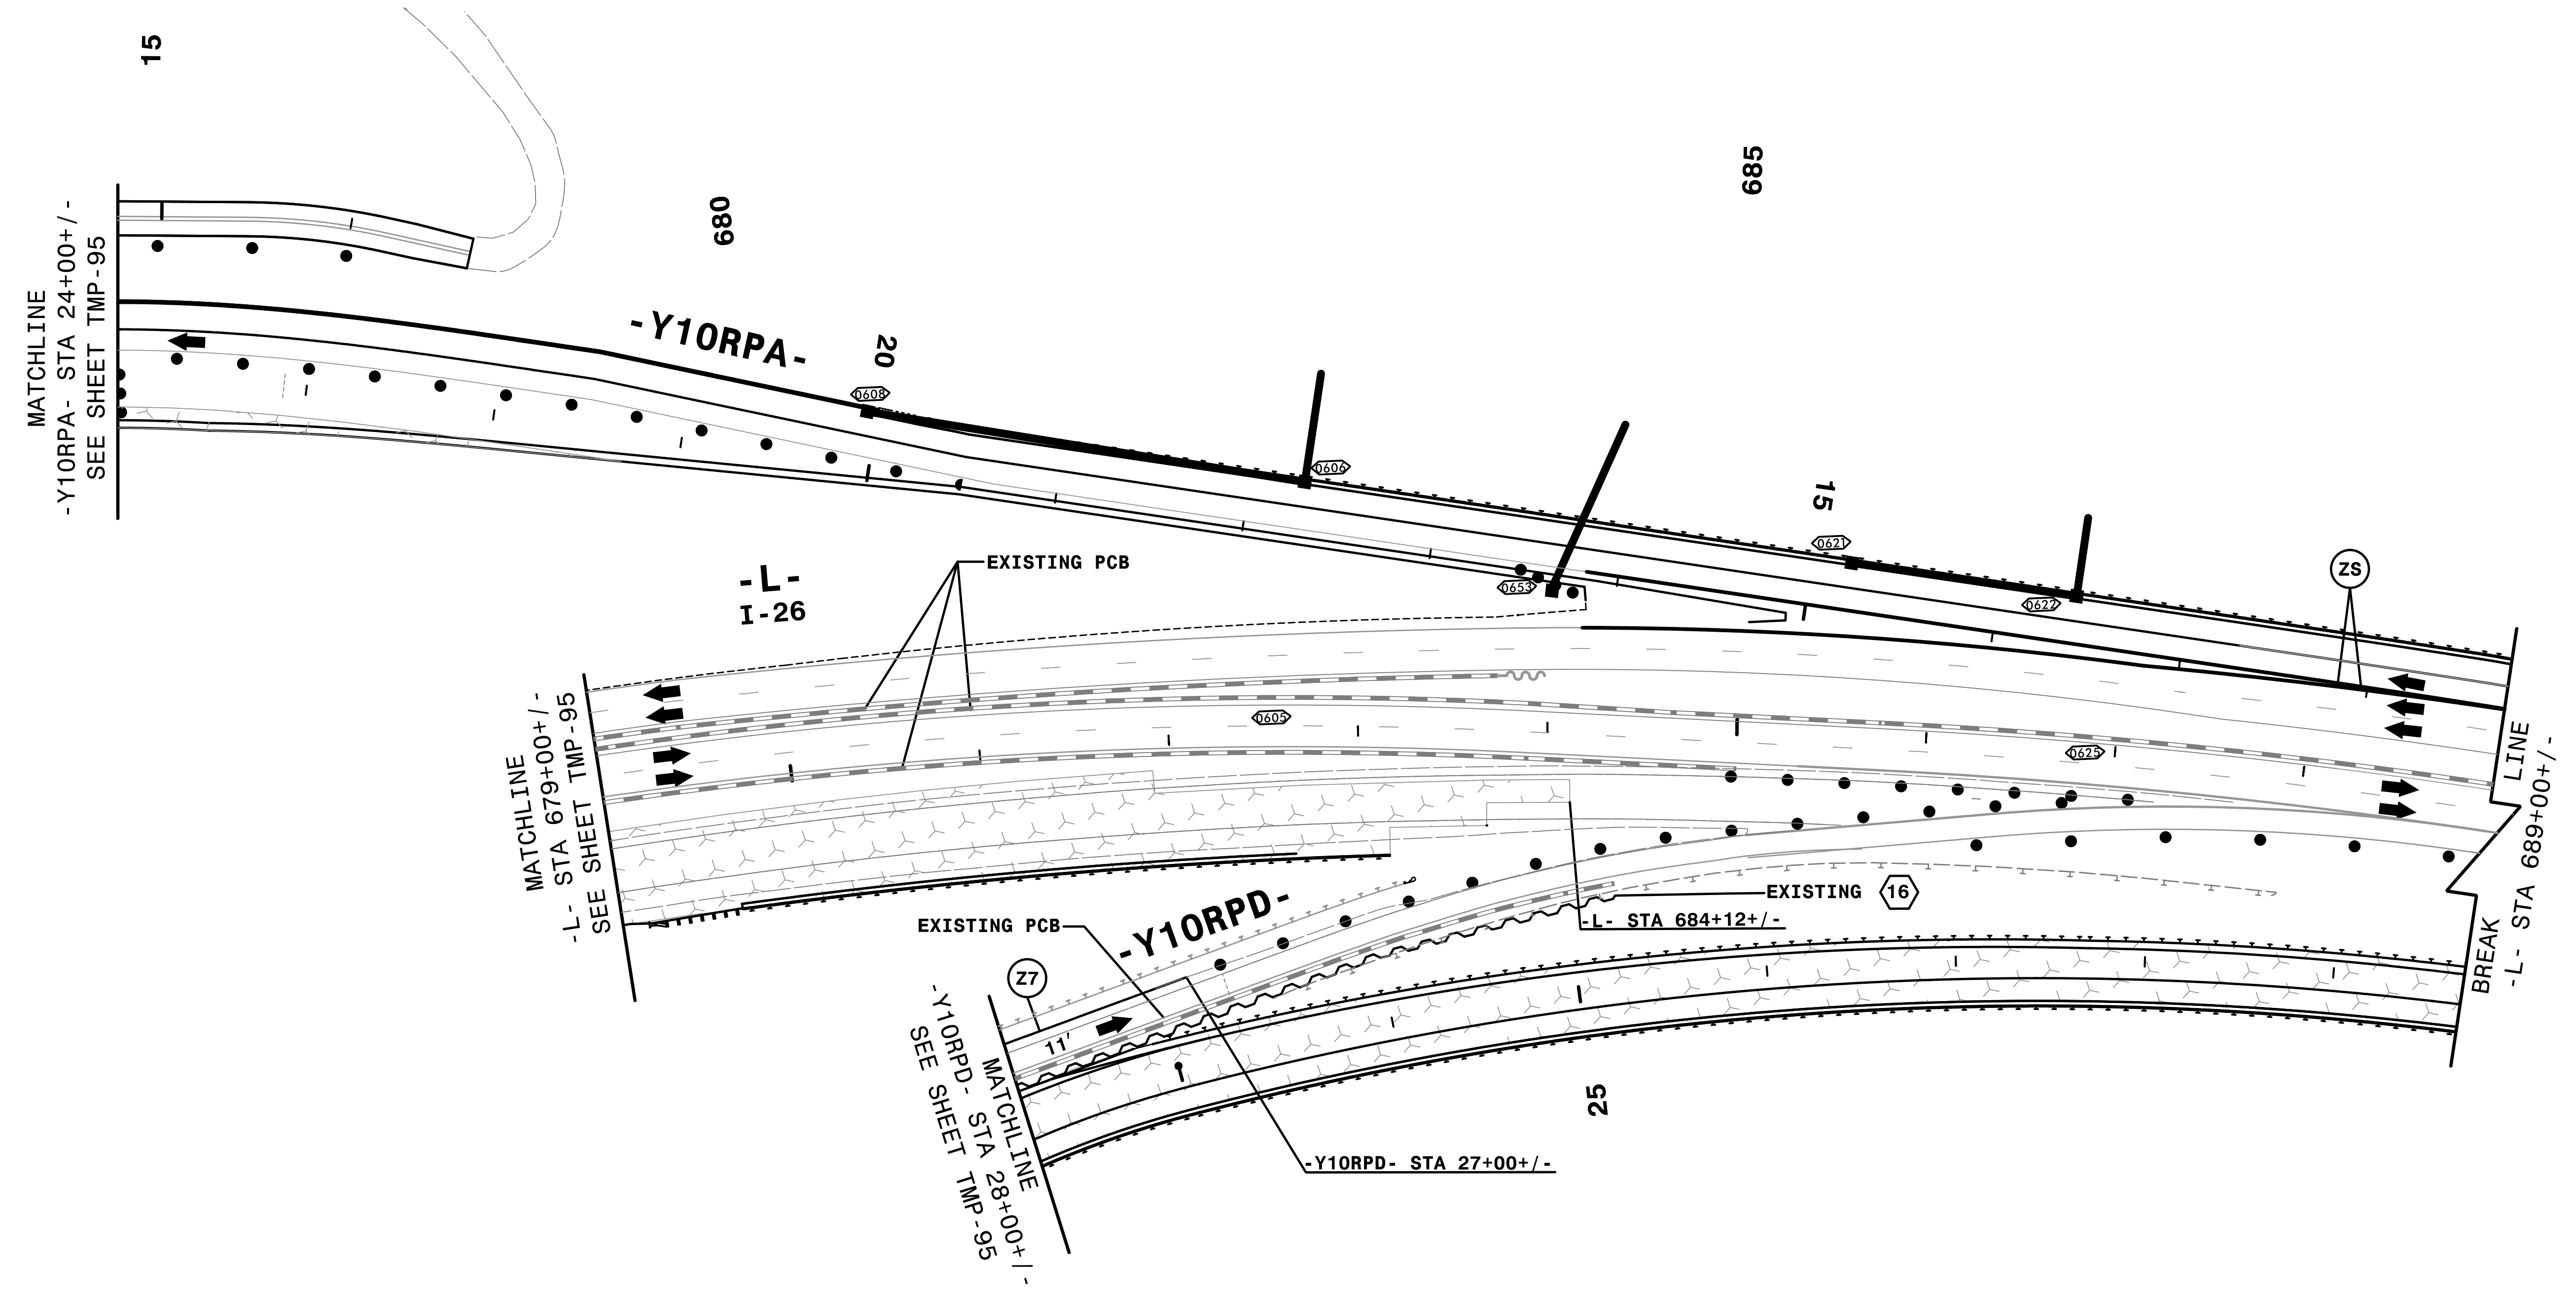 15
680
685
MATCHLINE
-Y10RPA- STA 24+00+/-
SEE SHEET TMP-95
-Y10RPA-
20
0608
0606
15
0621
0653
0622
ZS
EXISTING PCB
-L-
I-26
0605
0625
MATCHLINE
-L- STA 679+00+/-
SEE SHEET TMP-95
BREAK LINE
-L- STA 689+00+/-
EXISTING 16
-L- STA 684+12+/-
EXISTING PCB
-Y10RPD-
Z7
11'
MATCHLINE
-Y10RPD- STA 28+00+/-
SEE SHEET TMP-95
25
-Y10RPD- STA 27+00+/-